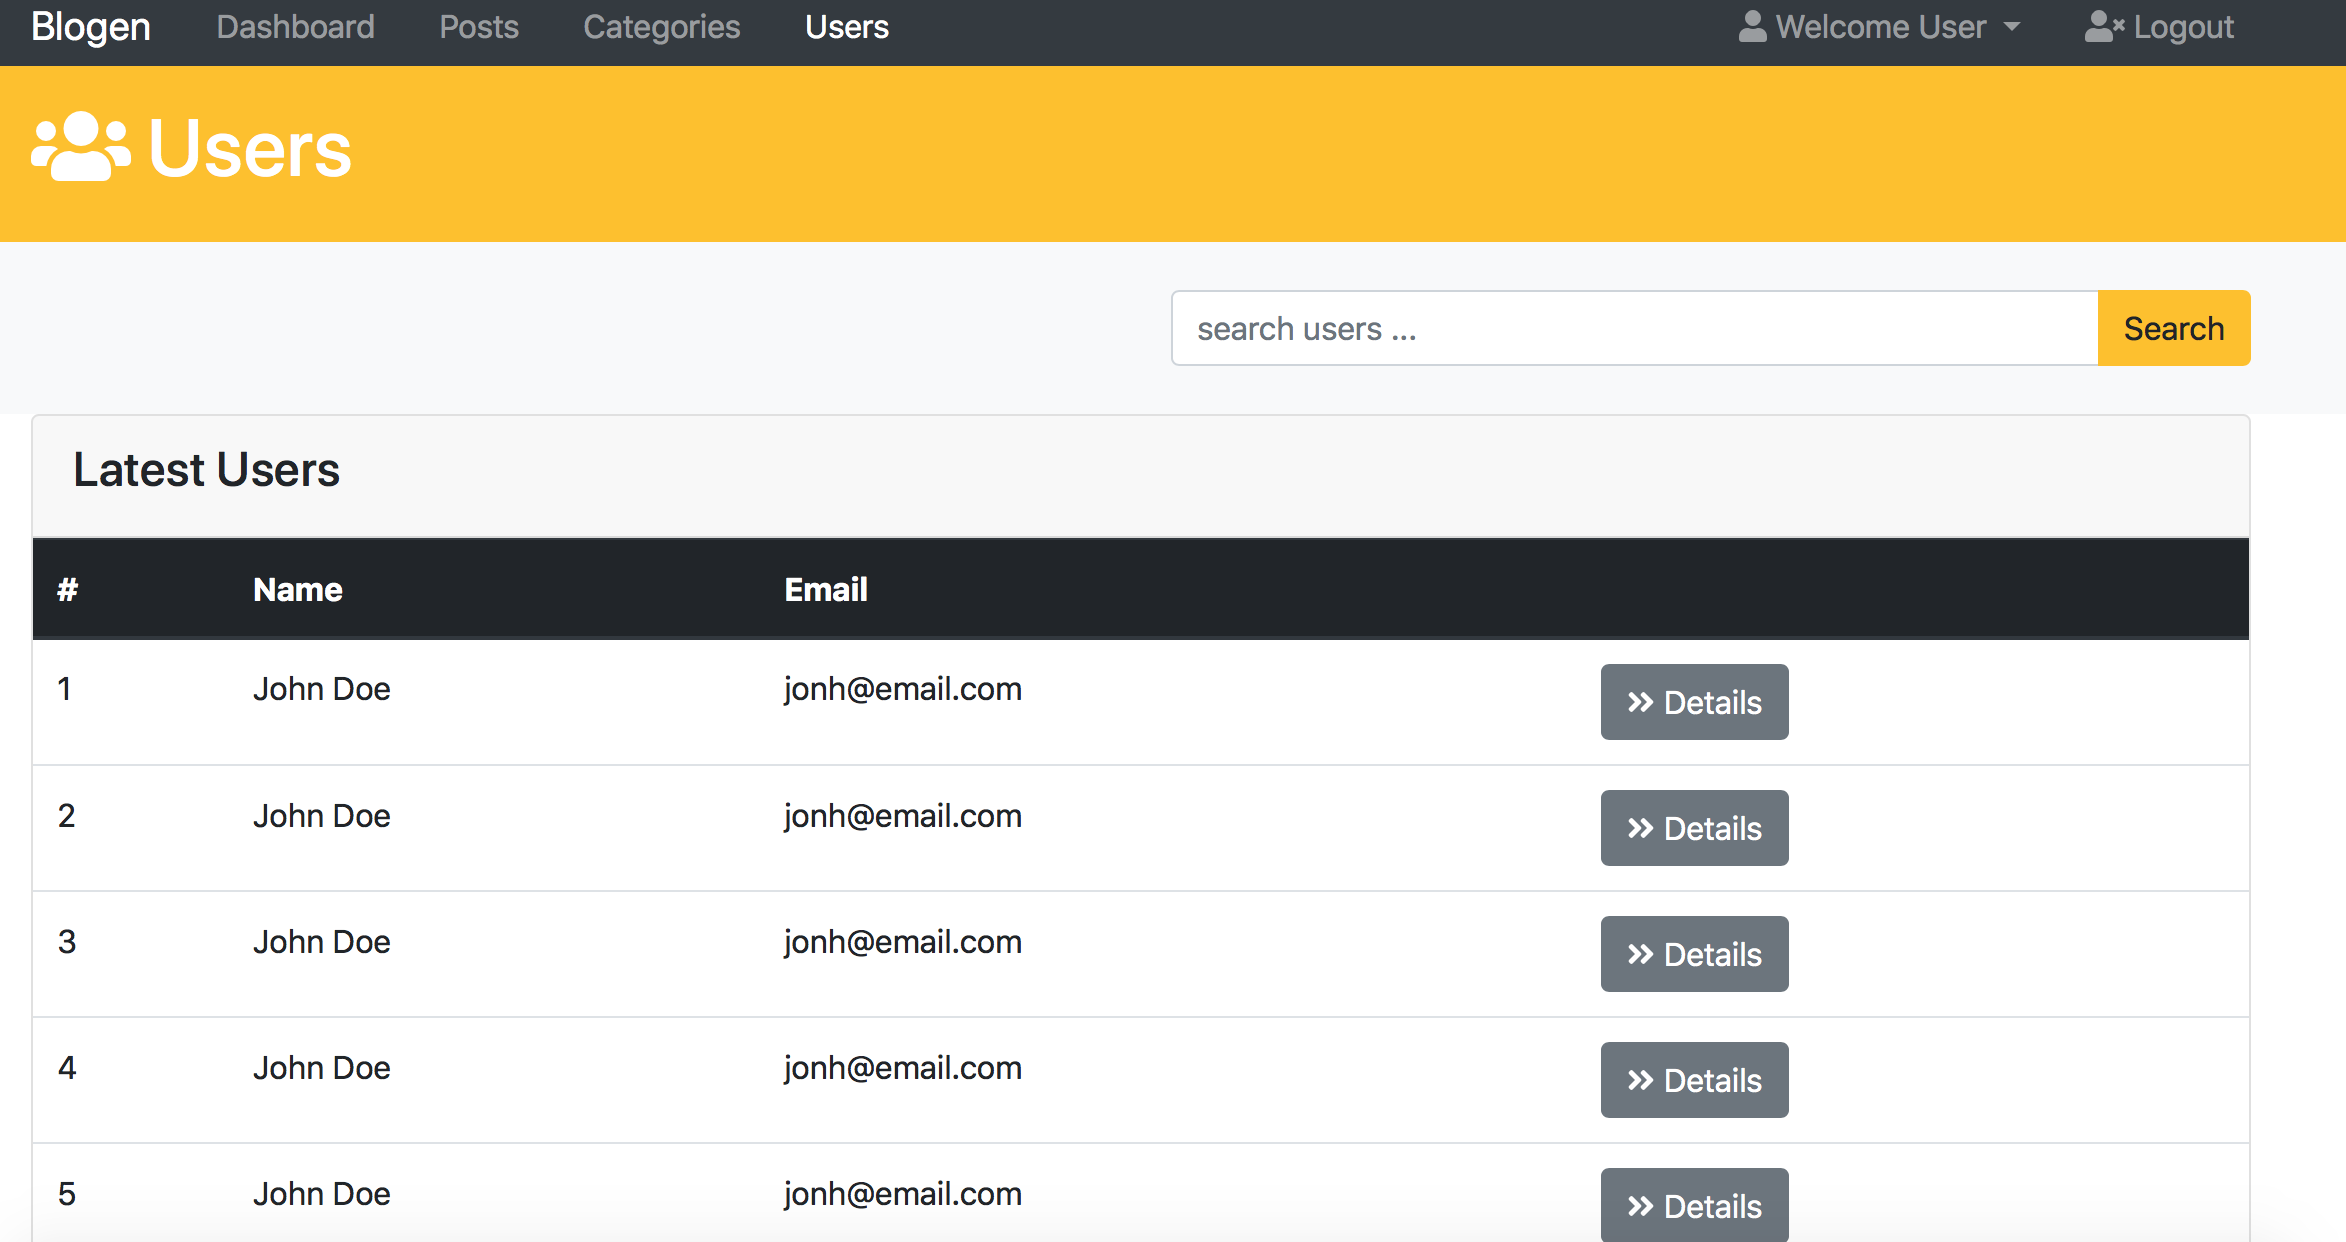 Blogen Dashboard Posts Categories Users Welcome User Logout
Users
search users ... Search
Latest Users
# Name Email
1 John Doe jonh@email.com Details
2 John Doe jonh@email.com Details
3 John Doe jonh@email.com Details
4 John Doe jonh@email.com Details
5 John Doe jonh@email.com Details